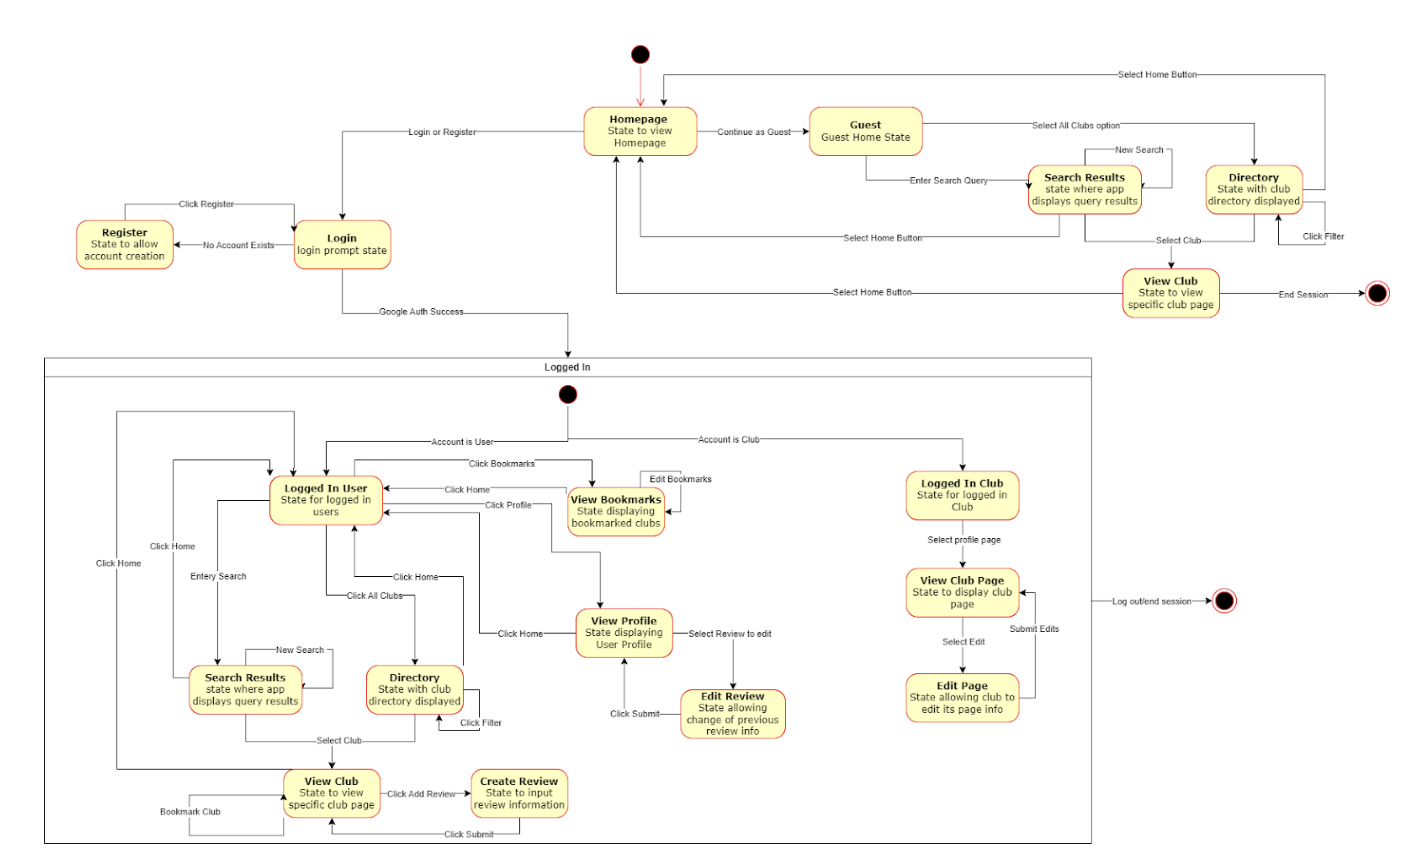 Select Home Button
Homepage
State to view
Homepage
Login or Register
Continue as Guest
Guest
Guest Home State
Select All Clubs option
New Search
Enter Search Query
Search Results
state where app
displays query results
Directory
State with club
directory displayed
Click Register
Register
State to allow
account creation
No Account Exists
Login
login prompt state
Select Home Button
Select Club
Click Filter
View Club
State to view
specific club page
Select Home Button
End Session
Google Auth Success
Logged In
Account is User
Account is Club
Click Bookmarks
Edit Bookmarks
Logged In User
State for logged in
users
Click Home
View Bookmarks
State displaying
bookmarked clubs
Click Profile
Logged In Club
State for logged in
Club
Select profile page
Click Home
Click Home
Entery Search
Click Home
Click All Clubs
View Club Page
State to display club
page
Log out/end session
View Profile
State displaying
User Profile
Click Home
Select Review to edit
Submit Edits
Select Edit
New Search
Search Results
state where app
displays query results
Directory
State with club
directory displayed
Edit Page
State allowing club to
edit its page info
Edit Review
State allowing
change of previous
review info
Click Submit
Click Filter
Select Club
View Club
State to view
specific club page
Click Add Review
Create Review
State to input
review information
Bookmark Club
Click Submit